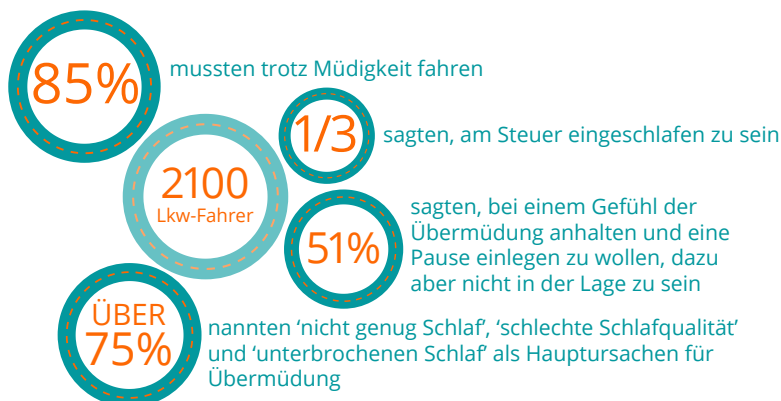 85%
mussten trotz Müdigkeit fahren
1/3
sagten, am Steuer eingeschlafen zu sein
2100
Lkw-Fahrer
51%
sagten, bei einem Gefühl der
Übermüdung anhalten und eine
Pause einlegen zu wollen, dazu
aber nicht in der Lage zu sein
ÜBER
75%
nannten ‘nicht genug Schlaf’, ‘schlechte Schlafqualität’
und ‘unterbrochenen Schlaf’ als Hauptursachen für
Übermüdung